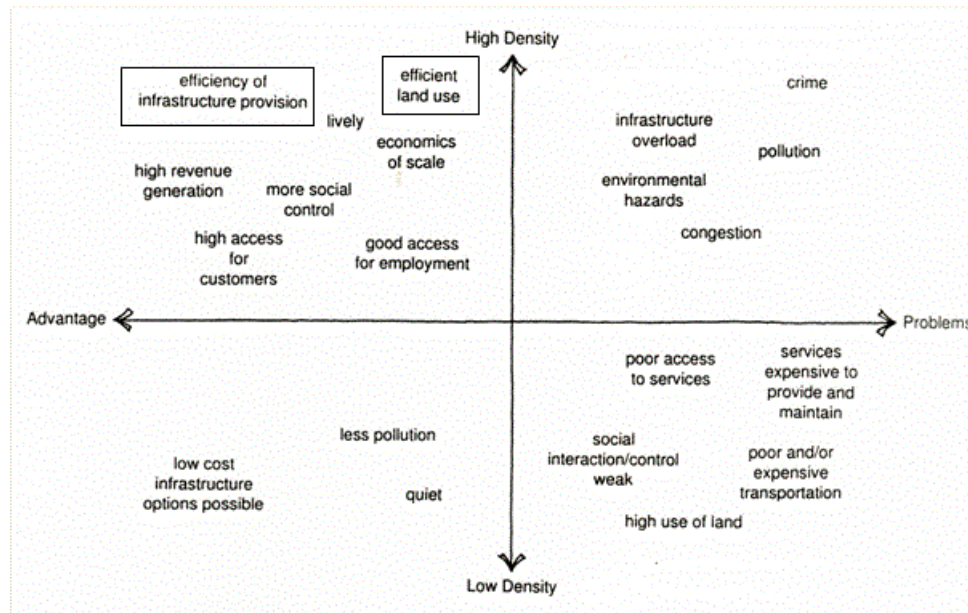 High Density
efficiency of
infrastructure provision
efficient
land use
lively
economics
of scale
high revenue
generation
more social
control
high access
for
customers
good access
for employment
crime
infrastructure
overload
pollution
environmental
hazards
congestion
Advantage
Problems
less pollution
low cost
infrastructure
options possible
quiet
poor access
to services
services
expensive to
provide and
maintain
social
interaction/control
weak
poor and/or
expensive
transportation
high use of land
Low Density